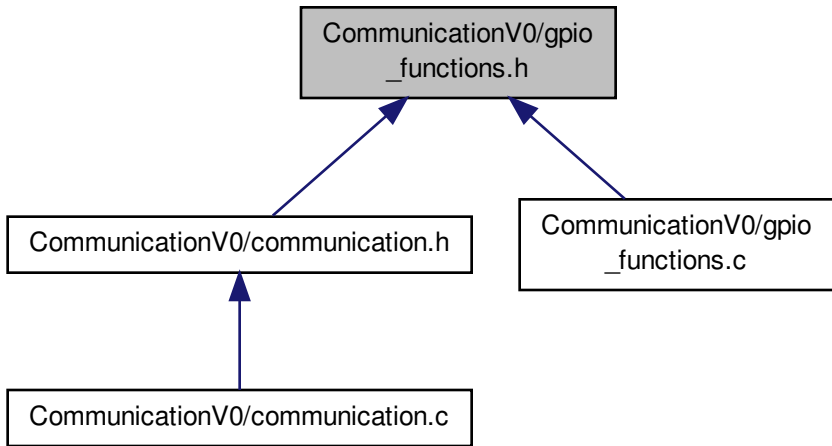 CommunicationV0/gpio
_functions.h
CommunicationV0/communication.h
CommunicationV0/gpio
_functions.c
CommunicationV0/communication.c